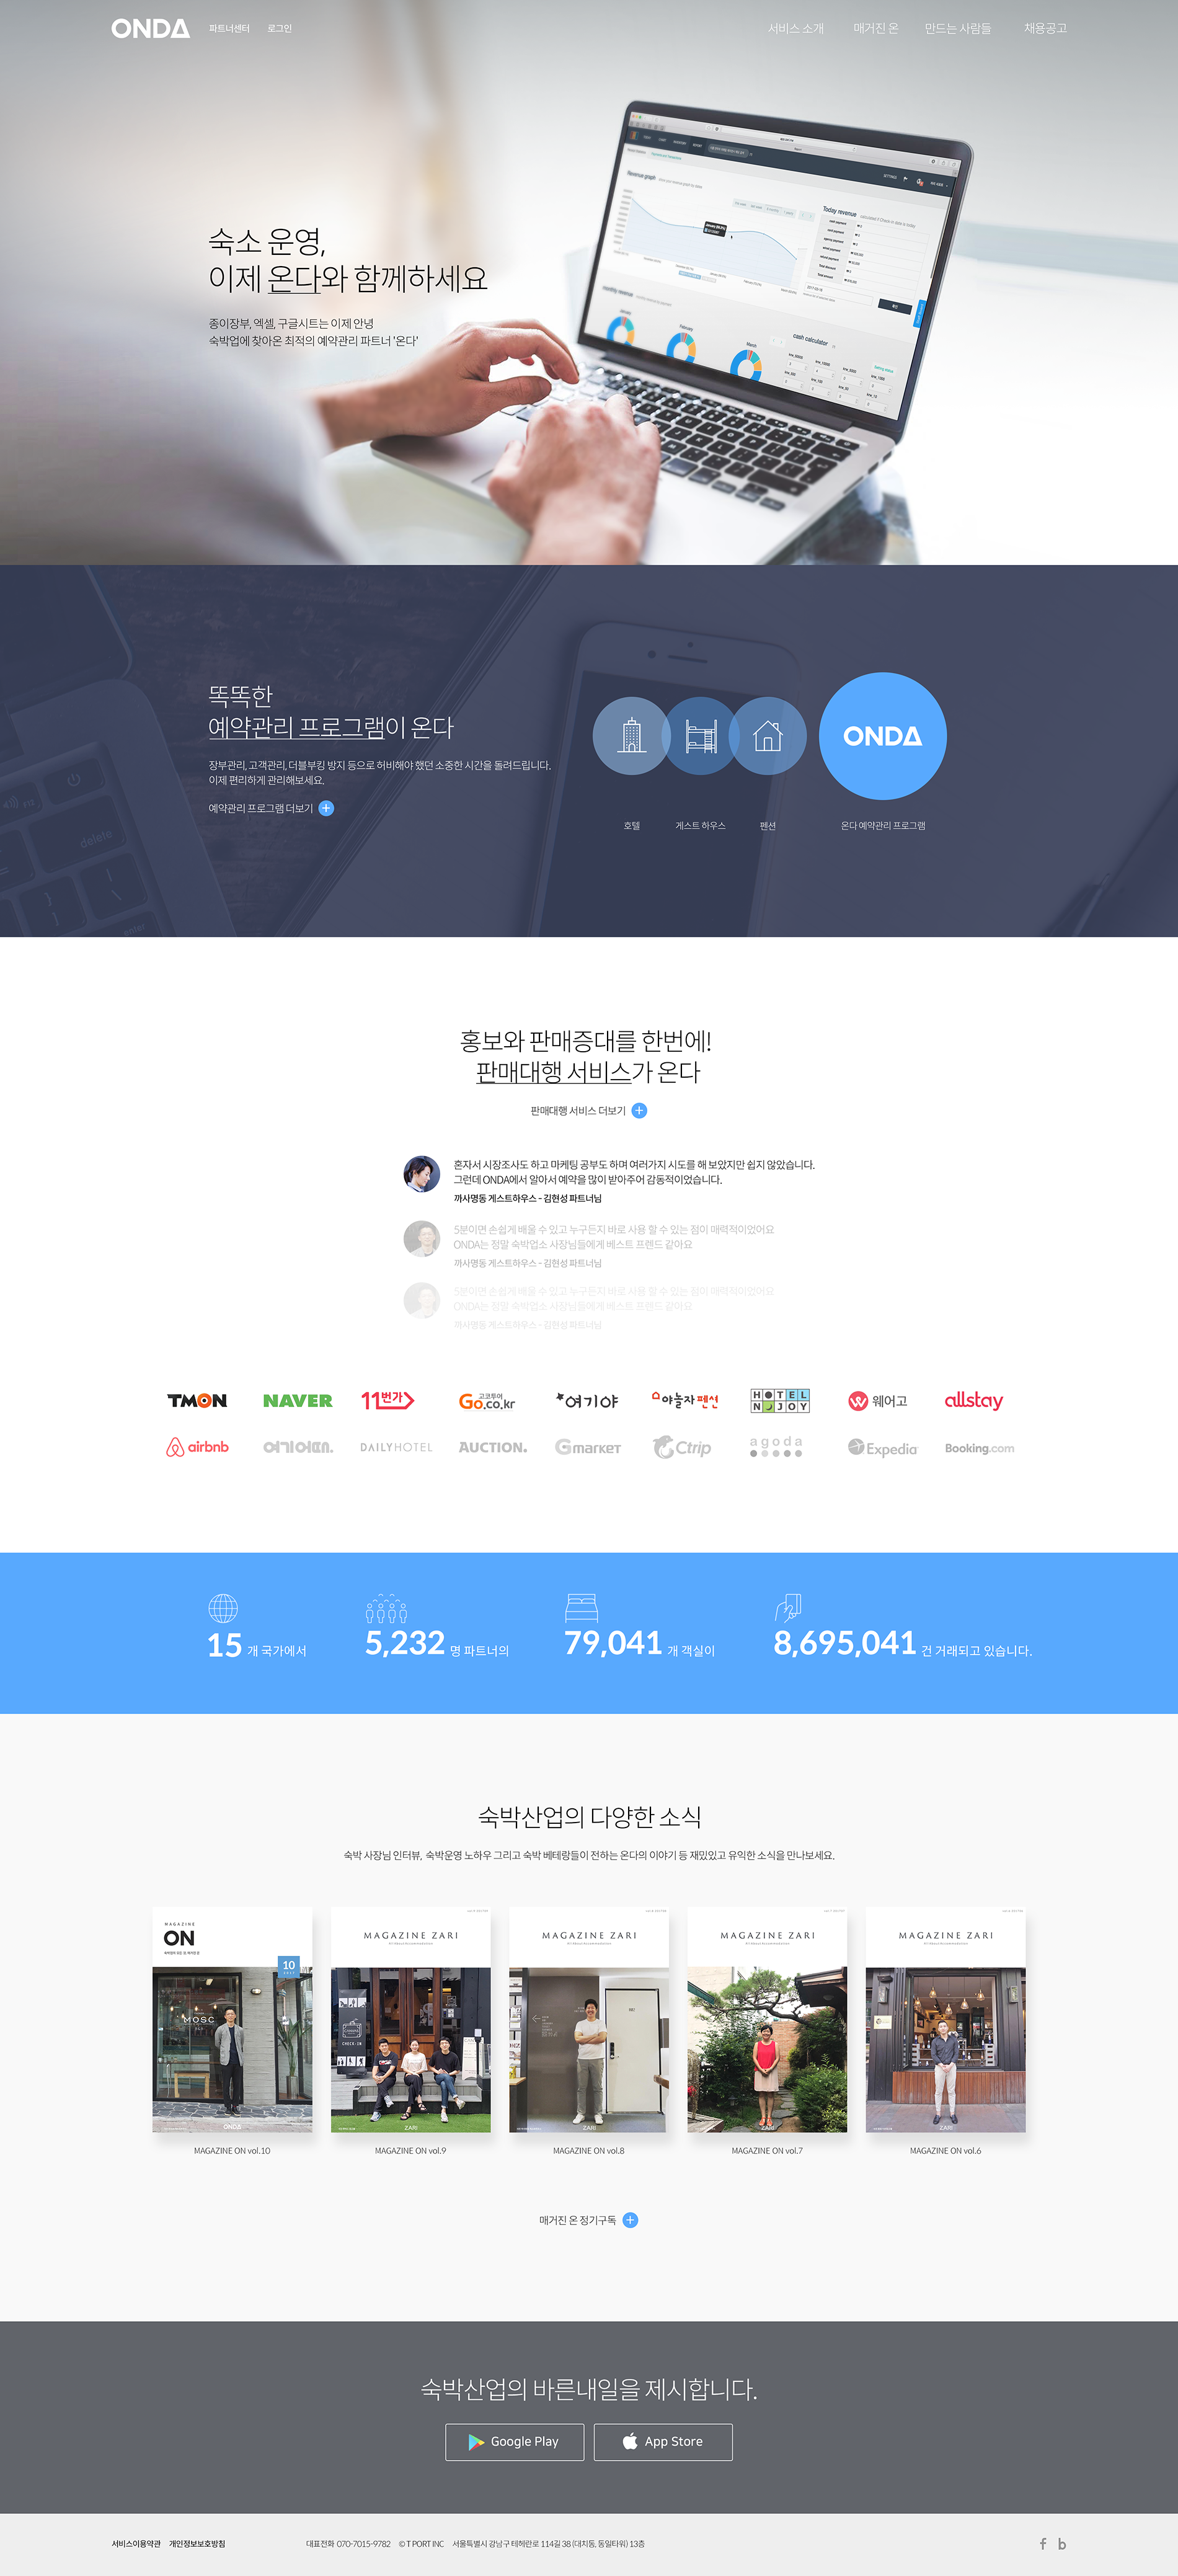 ONDA 파트너센터 로그인 서비스 소개 매거진 온 만드는 사람들 채용공고
숙소 운영,
이제 온다와 함께하세요
종이장부, 엑셀, 구글시트는 이제 안녕
숙박업에 찾아온 최적의 예약관리 파트너 '온다'
Revenue graph
Today revenue
monthly revenue
January
February
March
cash calculator
똑똑한
예약관리 프로그램이 온다
장부관리, 고객관리, 더블부킹 방지 등으로 허비해야 했던 소중한 시간을 돌려드립니다.
이제 편리하게 관리해보세요.
예약관리 프로그램 더보기
delete
enter
ONDA
호텔 게스트 하우스 펜션 온다 예약관리 프로그램
홍보와 판매증대를 한번에!
판매대행 서비스가 온다
판매대행 서비스 더보기
혼자서 시장조사도 하고 마케팅 공부도 하며 여러가지 시도를 해 보았지만 쉽지 않았습니다.
그런데 ONDA에서 알아서 예약을 많이 받아주어 감동적이었습니다.
까사명동 게스트하우스 - 김현성 파트너님
5분이면 손쉽게 배울 수 있고 누구든지 바로 사용 할 수 있는 점이 매력적이었어요
ONDA는 정말 숙박업소 사장님들에게 베스트 프렌드 같아요
까사명동 게스트하우스 - 김현성 파트너님
5분이면 손쉽게 배울 수 있고 누구든지 바로 사용 할 수 있는 점이 매력적이었어요
ONDA는 정말 숙박업소 사장님들에게 베스트 프렌드 같아요
까사명동 게스트하우스 - 김현성 파트너님
TMON NAVER 11번가 고코투어 Go.co.kr 여기야 야놀자 펜션 HOTEL NJOY 웨어고 allstay
airbnb 여기어때. DAILYHOTEL AUCTION. Gmarket Ctrip agoda Expedia Booking.com
15 개 국가에서 5,232 명 파트너의 79,041 개 객실이 8,695,041 건 거래되고 있습니다.
숙박산업의 다양한 소식
숙박 사장님 인터뷰, 숙박운영 노하우 그리고 숙박 베테랑들이 전하는 온다의 이야기 등 재밌있고 유익한 소식을 만나보세요.
MAGAZINE
ON
10
MOSC
ONDA
MAGAZINE ZARI
CHECK-IN
ZARI
MAGAZINE ZARI
ZARI
MAGAZINE ZARI
ZARI
MAGAZINE ZARI
ZARI
MAGAZINE ON vol.10 MAGAZINE ON vol.9 MAGAZINE ON vol.8 MAGAZINE ON vol.7 MAGAZINE ON vol.6
매거진 온 정기구독
숙박산업의 바른내일을 제시합니다.
Google Play App Store
서비스이용약관 개인정보보호방침 대표전화 070-7015-9782 © T PORT INC 서울특별시 강남구 테헤란로 114길 38 (대치동, 동일타워) 13층 f b